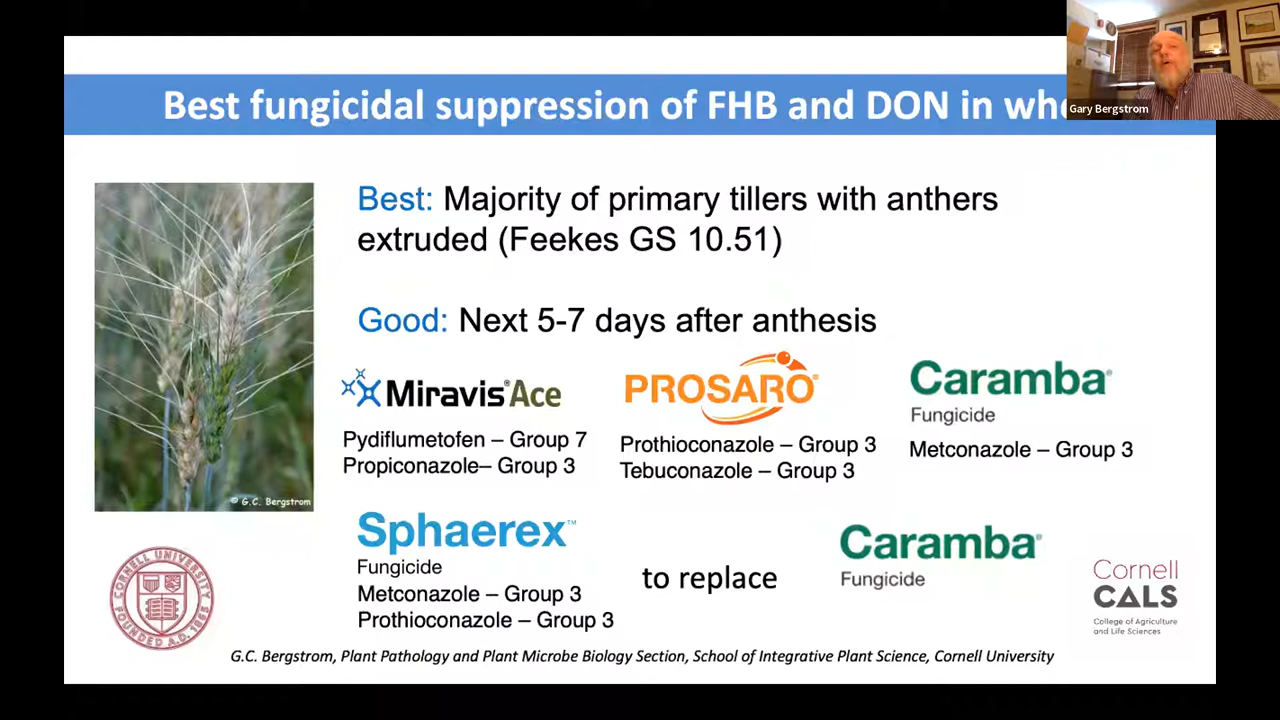 Gary Bergstrom
Best fungicidal suppression of FHB and DON in
Best: Majority of primary tillers with anthers
extruded (Feekes GS 10.51)
Good: Next 5-7 days after anthesis
Miravis® Ace
Pydiflumetofen – Group 7
Propiconazole– Group 3
PROSARO®
Prothioconazole – Group 3
Tebuconazole – Group 3
Caramba®
Fungicide
Metconazole – Group 3
© G.C. Bergstrom
Sphaerex™
Fungicide
Metconazole – Group 3
Prothioconazole – Group 3
to replace
Caramba®
Fungicide
CORNELL UNIVERSITY
FOUNDED A.D. 1865
Cornell
CALS
College of Agriculture
and Life Sciences
G.C. Bergstrom, Plant Pathology and Plant Microbe Biology Section, School of Integrative Plant Science, Cornell University